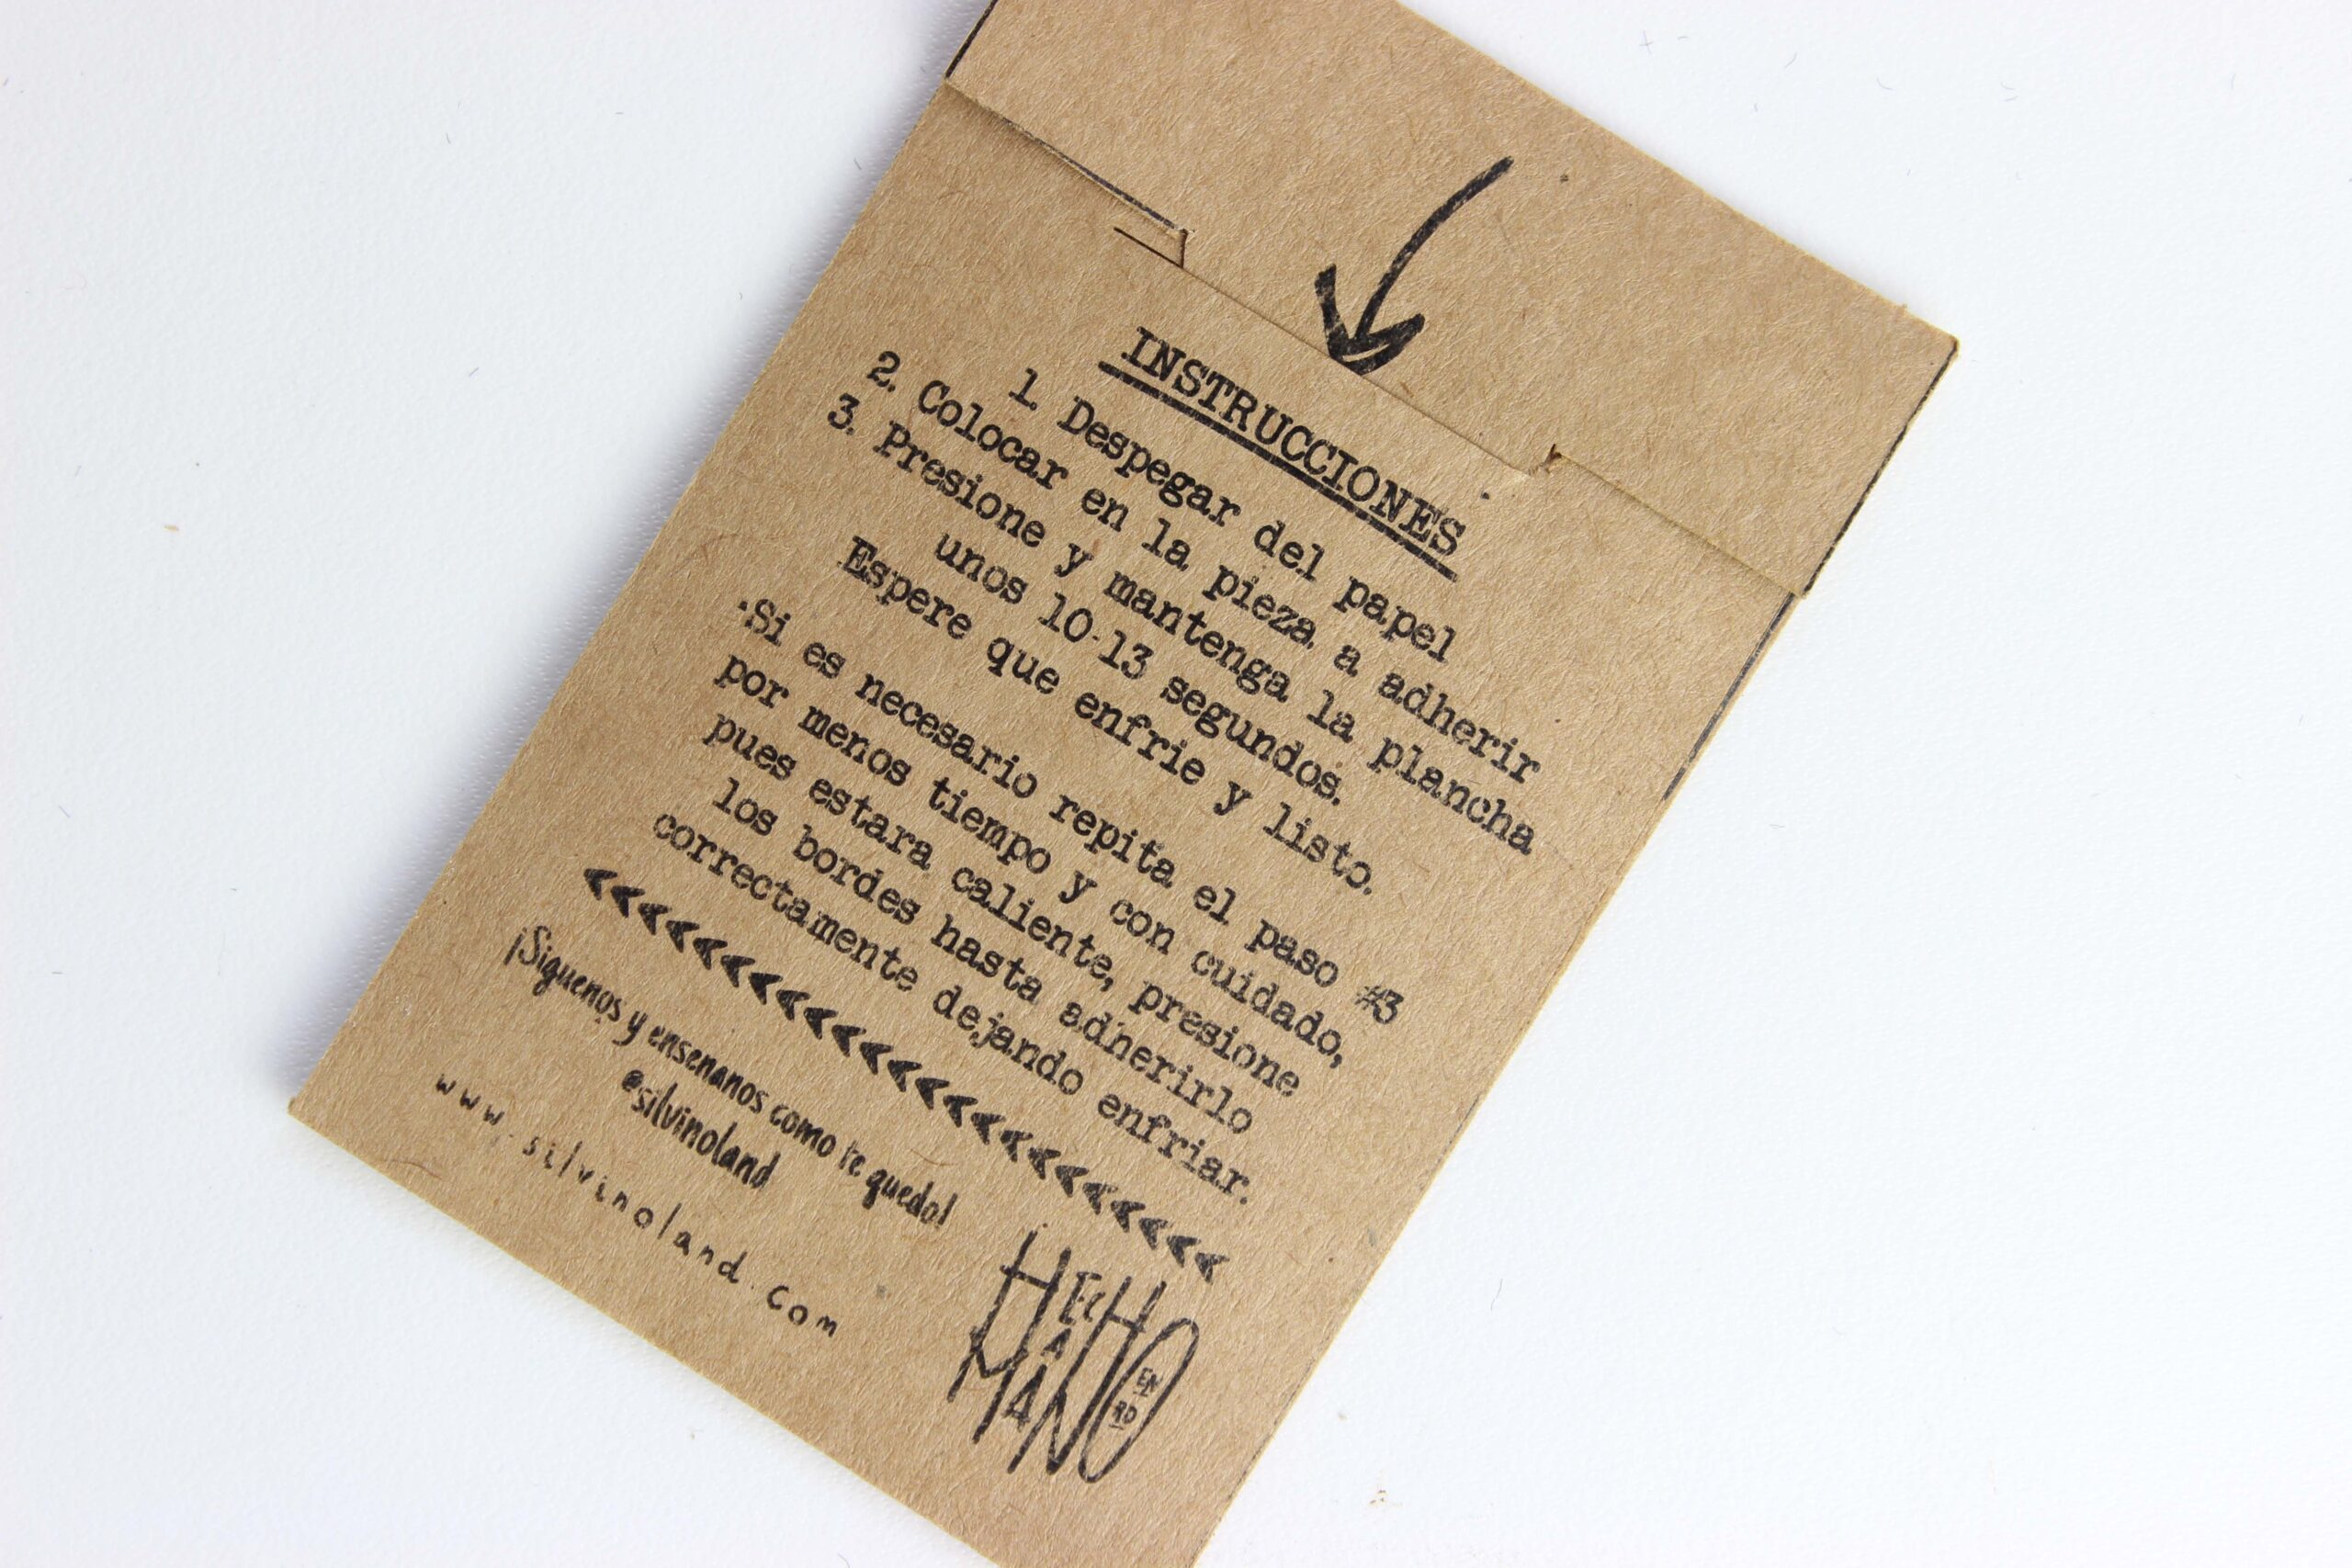 INSTRUCCIONES
1. Despegar del papel
2. Colocar en la pieza a adherir
3. Presione y mantenga la plancha
unos 10-13 segundos.
Espere que enfrie y listo.
·Si es necesario repita el paso #3
por menos tiempo y con cuidado,
pues estara caliente, presione
los bordes hasta adherirlo
correctamente dejando enfriar.
¡Siguenos y ensenanos como te quedo!
@silvinoland
www.silvinoland.com
HECHO
A
MANO
EN
RD